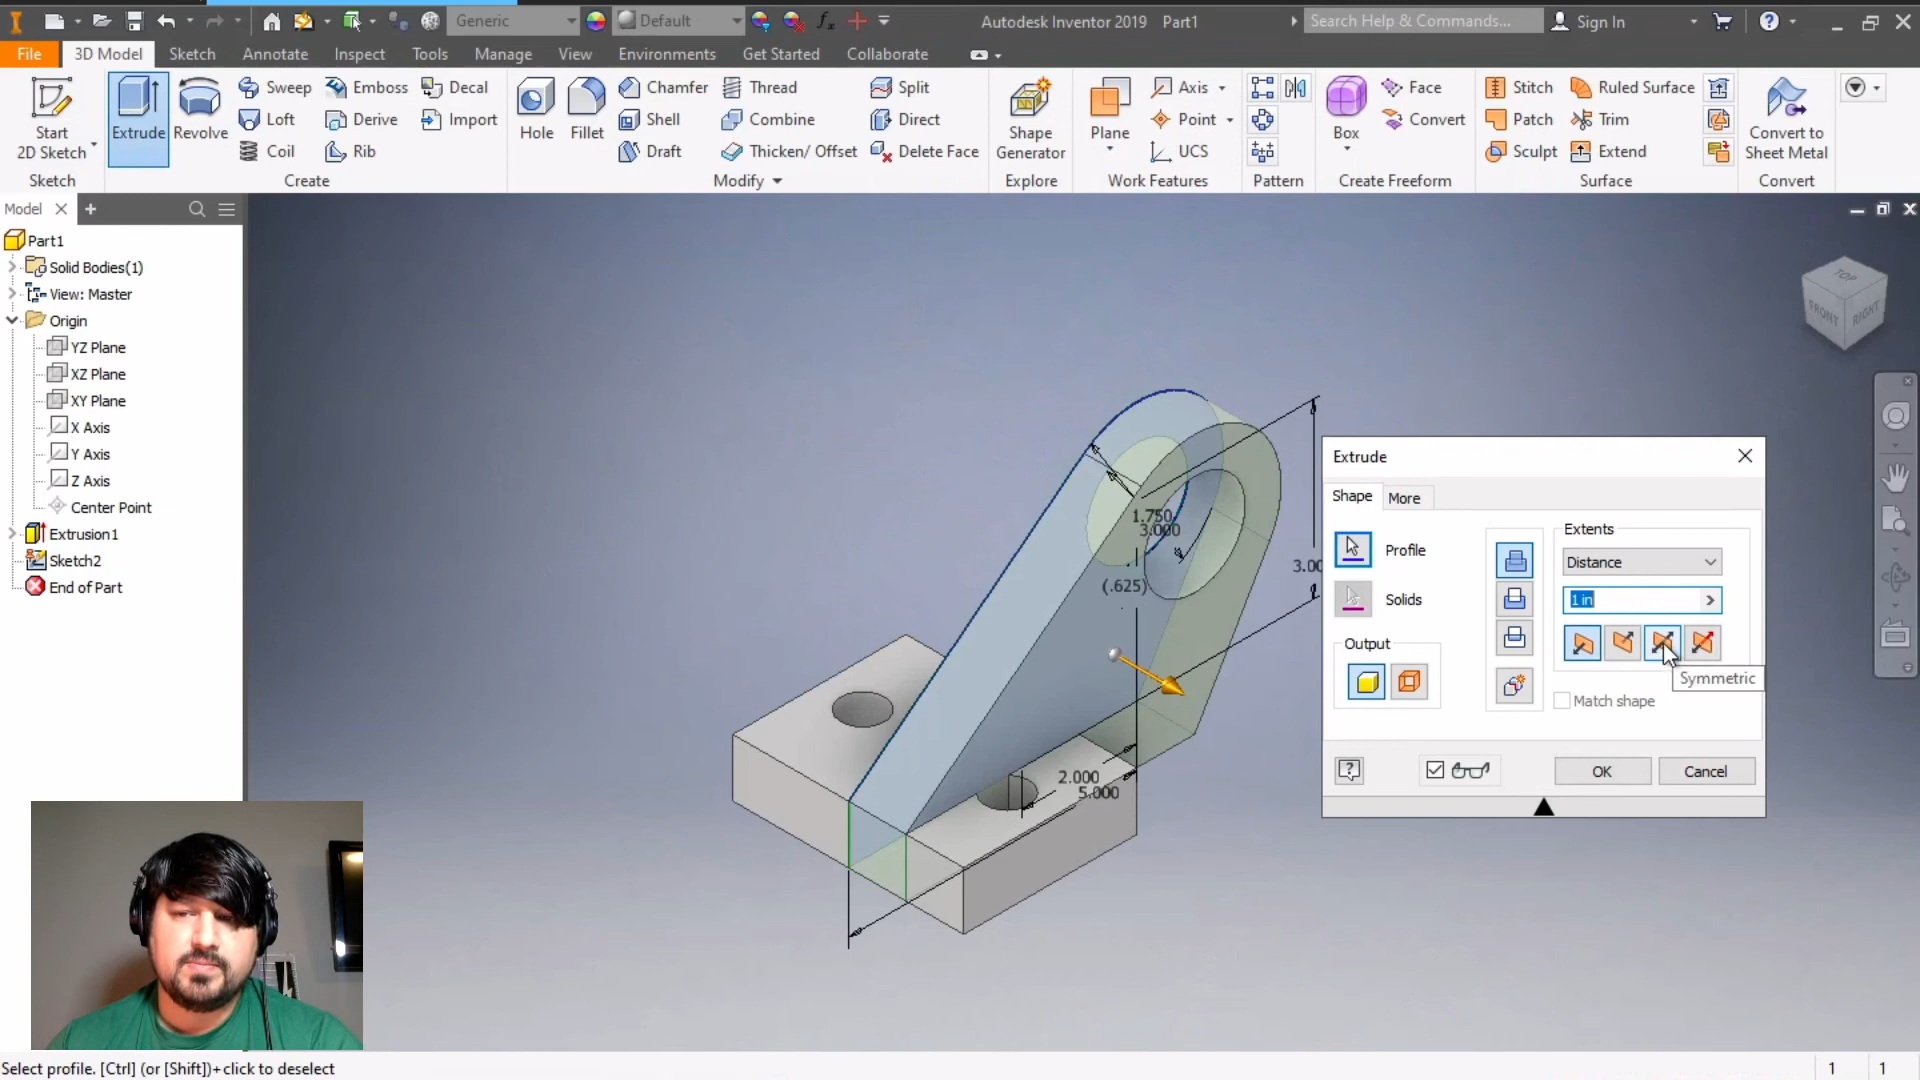 Generic
Default
fx
Autodesk Inventor 2019 Part1
Search Help & Commands...
Sign In
File
3D Model
Sketch
Annotate
Inspect
Tools
Manage
View
Environments
Get Started
Collaborate
Start
2D Sketch
Sketch
Extrude
Revolve
Sweep
Loft
Coil
Emboss
Derive
Rib
Decal
Import
Create
Hole
Fillet
Chamfer
Shell
Draft
Thread
Combine
Thicken/ Offset
Split
Direct
Delete Face
Modify
Shape
Generator
Explore
Plane
Axis
Point
UCS
Work Features
Pattern
Box
Face
Convert
Create Freeform
Stitch
Patch
Sculpt
Ruled Surface
Trim
Extend
Surface
Convert to
Sheet Metal
Convert
Model
Part1
Solid Bodies(1)
View: Master
Origin
YZ Plane
XZ Plane
XY Plane
X Axis
Y Axis
Z Axis
Center Point
Extrusion1
Sketch2
End of Part
TOP
FRONT
RIGHT
1.750
3.000
(.625)
3.00
2.000
5.000
Extrude
Shape
More
Profile
Solids
Output
Extents
Distance
1 in
Symmetric
Match shape
OK
Cancel
Select profile. [Ctrl] (or [Shift])+click to deselect
1
1